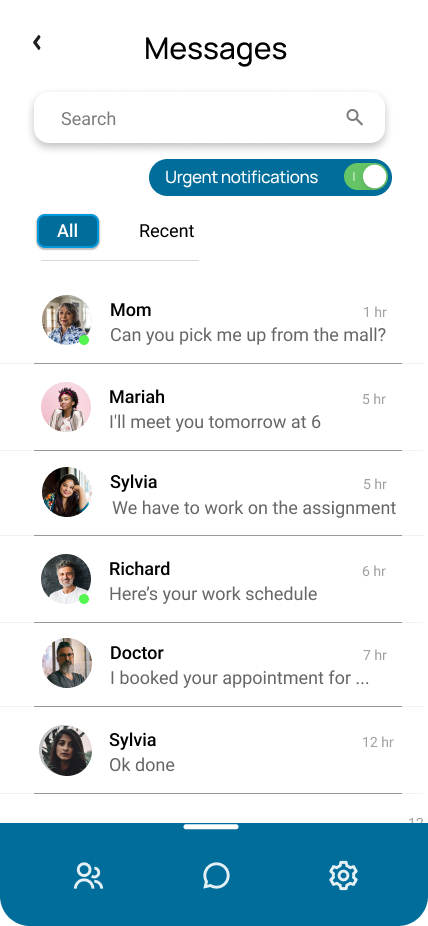 Messages
Search
Urgent notifications
All Recent
Mom 1 hr
Can you pick me up from the mall?
Mariah 5 hr
I'll meet you tomorrow at 6
Sylvia 5 hr
We have to work on the assignment
Richard 6 hr
Here’s your work schedule
Doctor 7 hr
I booked your appointment for ...
Sylvia 12 hr
Ok done